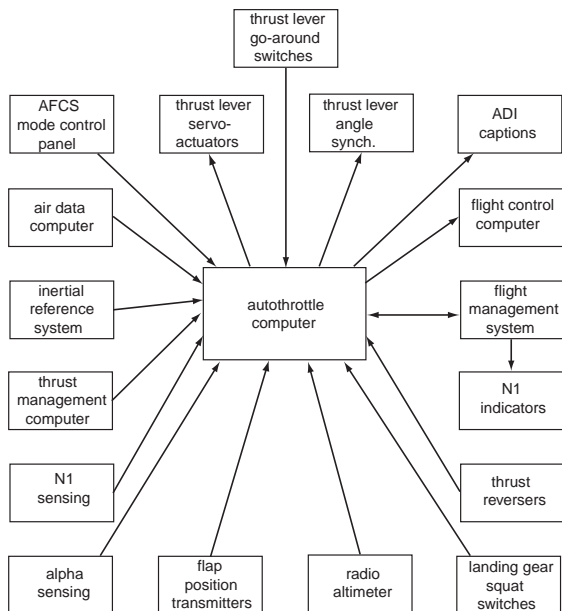 thrust lever
go-around
switches
AFCS
mode control
panel
thrust lever
servo-
actuators
thrust lever
angle
synch.
ADI
captions
air data
computer
flight control
computer
inertial
reference
system
autothrottle
computer
flight
management
system
thrust
management
computer
N1
indicators
N1
sensing
thrust
reversers
alpha
sensing
flap
position
transmitters
radio
altimeter
landing gear
squat
switches